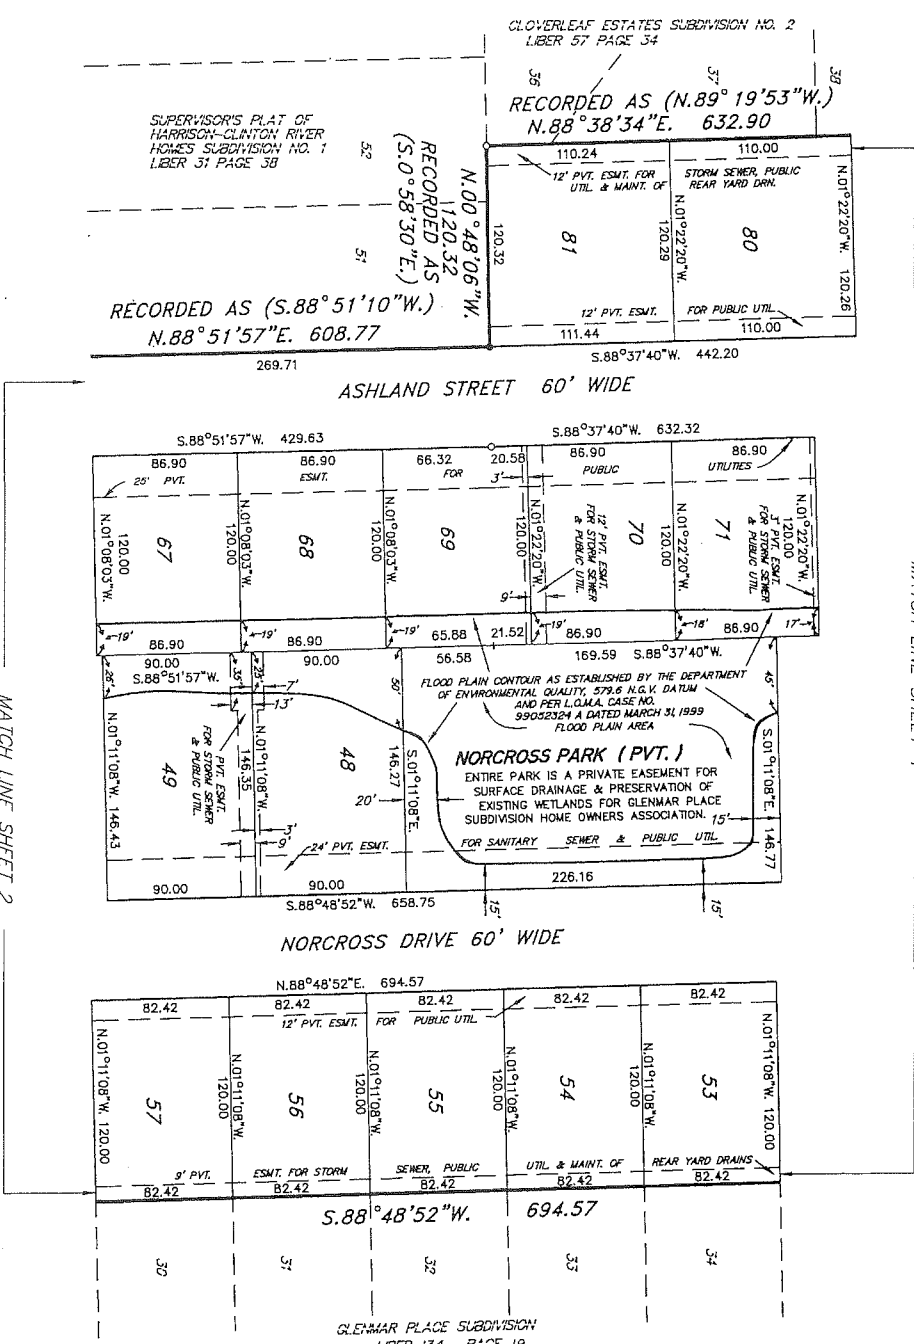 CLOVERLEAF ESTATES SUBDIVISION NO. 2
LIBER 57 PAGE 34
36
37
38
RECORDED AS (N.89°19'53"W.)
N.88°38'34"E. 632.90
SUPERVISOR'S PLAT OF
HARRISON-CLINTON RIVER
HOMES SUBDIVISION NO. 1
LIBER 31 PAGE 38
52
51
N.00°48'06"W.
120.32
RECORDED AS
(S.0°58'30"E.)
110.24
110.00
12' PVT. ESMT. FOR
UTIL. & MAINT. OF
STORM SEWER, PUBLIC
REAR YARD DRN.
120.32
81
120.29
N.01°22'20"W.
80
N.01°22'20"W. 120.26
12' PVT. ESMT.
FOR PUBLIC UTIL.
111.44
110.00
S.88°37'40"W. 442.20
RECORDED AS (S.88°51'10"W.)
N.88°51'57"E. 608.77
269.71
ASHLAND STREET 60' WIDE
S.88°51'57"W. 429.63
S.88°37'40"W. 632.32
86.90
86.90
66.32
20.58
86.90
86.90
25' PVT.
ESMT.
FOR
3'
PUBLIC
UTILITIES
N.01°08'03"W.
120.00
67
N.01°08'03"W.
120.00
68
N.01°08'03"W.
120.00
69
N.01°22'20"W.
120.00
12' PVT. ESMT.
FOR STORM SEWER
& PUBLIC UTIL.
70
N.01°22'20"W.
120.00
71
3' PVT. ESMT.
FOR STORM SEWER
& PUBLIC UTIL.
N.01°22'20"W.
120.00
9'
19'
19'
19'
19'
18'
17'
86.90
86.90
65.88
21.52
86.90
86.90
90.00
90.00
56.58
169.59 S.88°37'40"W.
S.88°51'57"W.
35'
50'
45'
7'
13'
FLOOD PLAIN CONTOUR AS ESTABLISHED BY THE DEPARTMENT
OF ENVIRONMENTAL QUALITY, 579.6 N.G.V. DATUM
AND PER L.O.M.A. CASE NO.
99052324 A DATED MARCH 31, 1999
FLOOD PLAIN AREA
NORCROSS PARK (PVT.)
ENTIRE PARK IS A PRIVATE EASEMENT FOR
SURFACE DRAINAGE & PRESERVATION OF
EXISTING WETLANDS FOR GLENMAR PLACE
SUBDIVISION HOME OWNERS ASSOCIATION.
15'
FOR SANITARY SEWER & PUBLIC UTIL.
N.01°11'08"W. 146.43
49
PVT. ESMT.
FOR STORM SEWER
& PUBLIC UTIL.
146.35
N.01°11'08"W.
48
146.27
S.01°11'08"E.
20'
S.01°11'08"E. 146.77
3'
9'
24' PVT. ESMT.
90.00
90.00
226.16
S.88°48'52"W. 658.75
15'
15'
NORCROSS DRIVE 60' WIDE
N.88°48'52"E. 694.57
82.42
82.42
82.42
82.42
82.42
12' PVT. ESMT.
FOR PUBLIC UTIL.
N.01°11'08"W. 120.00
57
N.01°11'08"W.
120.00
56
N.01°11'08"W.
120.00
55
N.01°11'08"W.
120.00
54
N.01°11'08"W.
120.00
53
N.01°11'08"W. 120.00
9' PVT.
ESMT. FOR STORM
SEWER, PUBLIC
UTIL. & MAINT. OF
REAR YARD DRAINS
82.42
82.42
82.42
82.42
82.42
S.88°48'52"W. 694.57
30
31
32
33
34
GLENMAR PLACE SUBDIVISION
PAGE 19
MATCH LINE SHEET 2